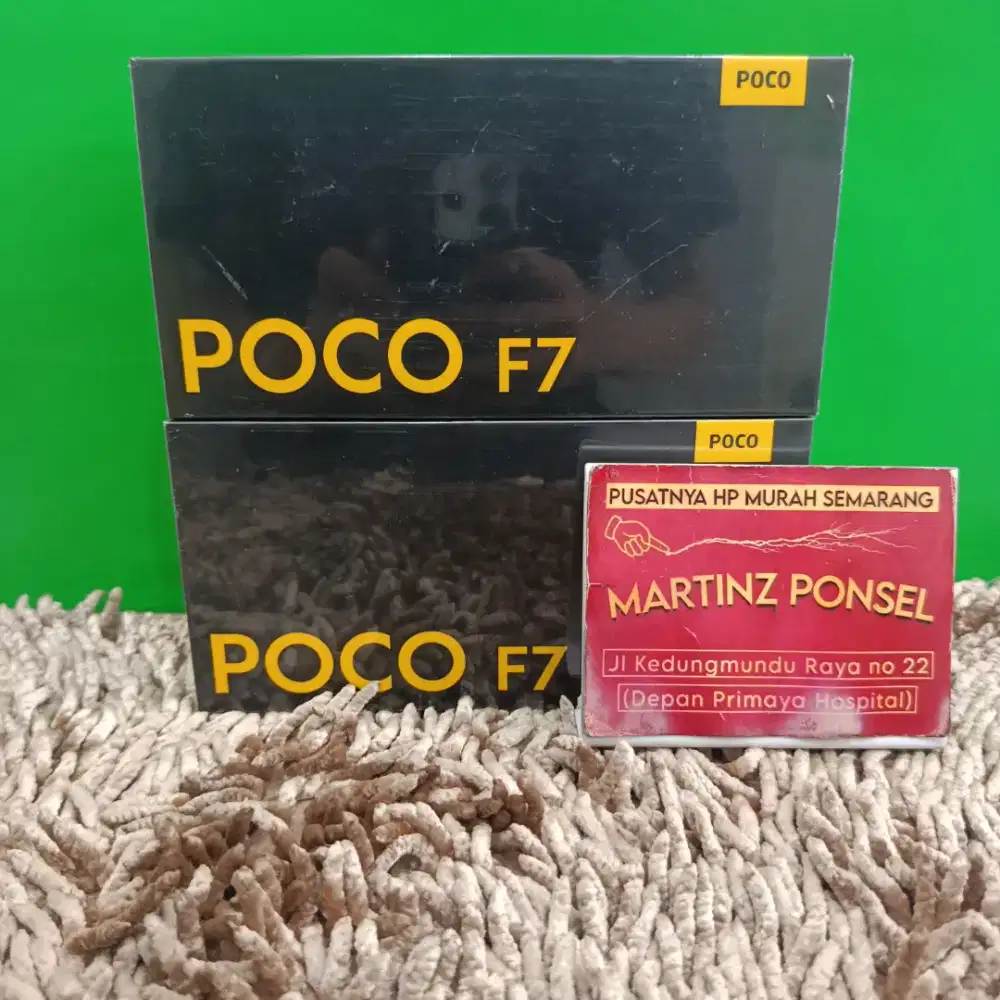 POCO
POCO F7
POCO
POCO F7
PUSATNYA HP MURAH SEMARANG
MARTINZ PONSEL
Jl Kedungmundu Raya no 22
(Depan Primaya Hospital)